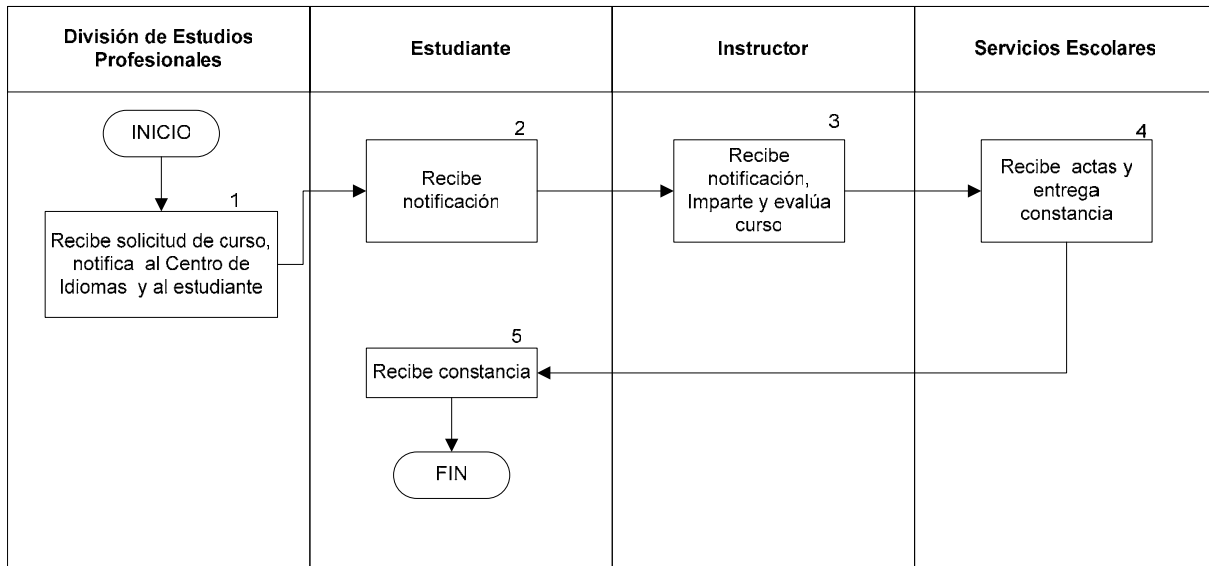 División de Estudios
Profesionales
Estudiante
Instructor
Servicios Escolares
INICIO
1
Recibe solicitud de curso,
notifica al Centro de
Idiomas y al estudiante
2
Recibe
notificación
3
Recibe
notificación,
Imparte y evalúa
curso
4
Recibe actas y
entrega
constancia
5
Recibe constancia
FIN